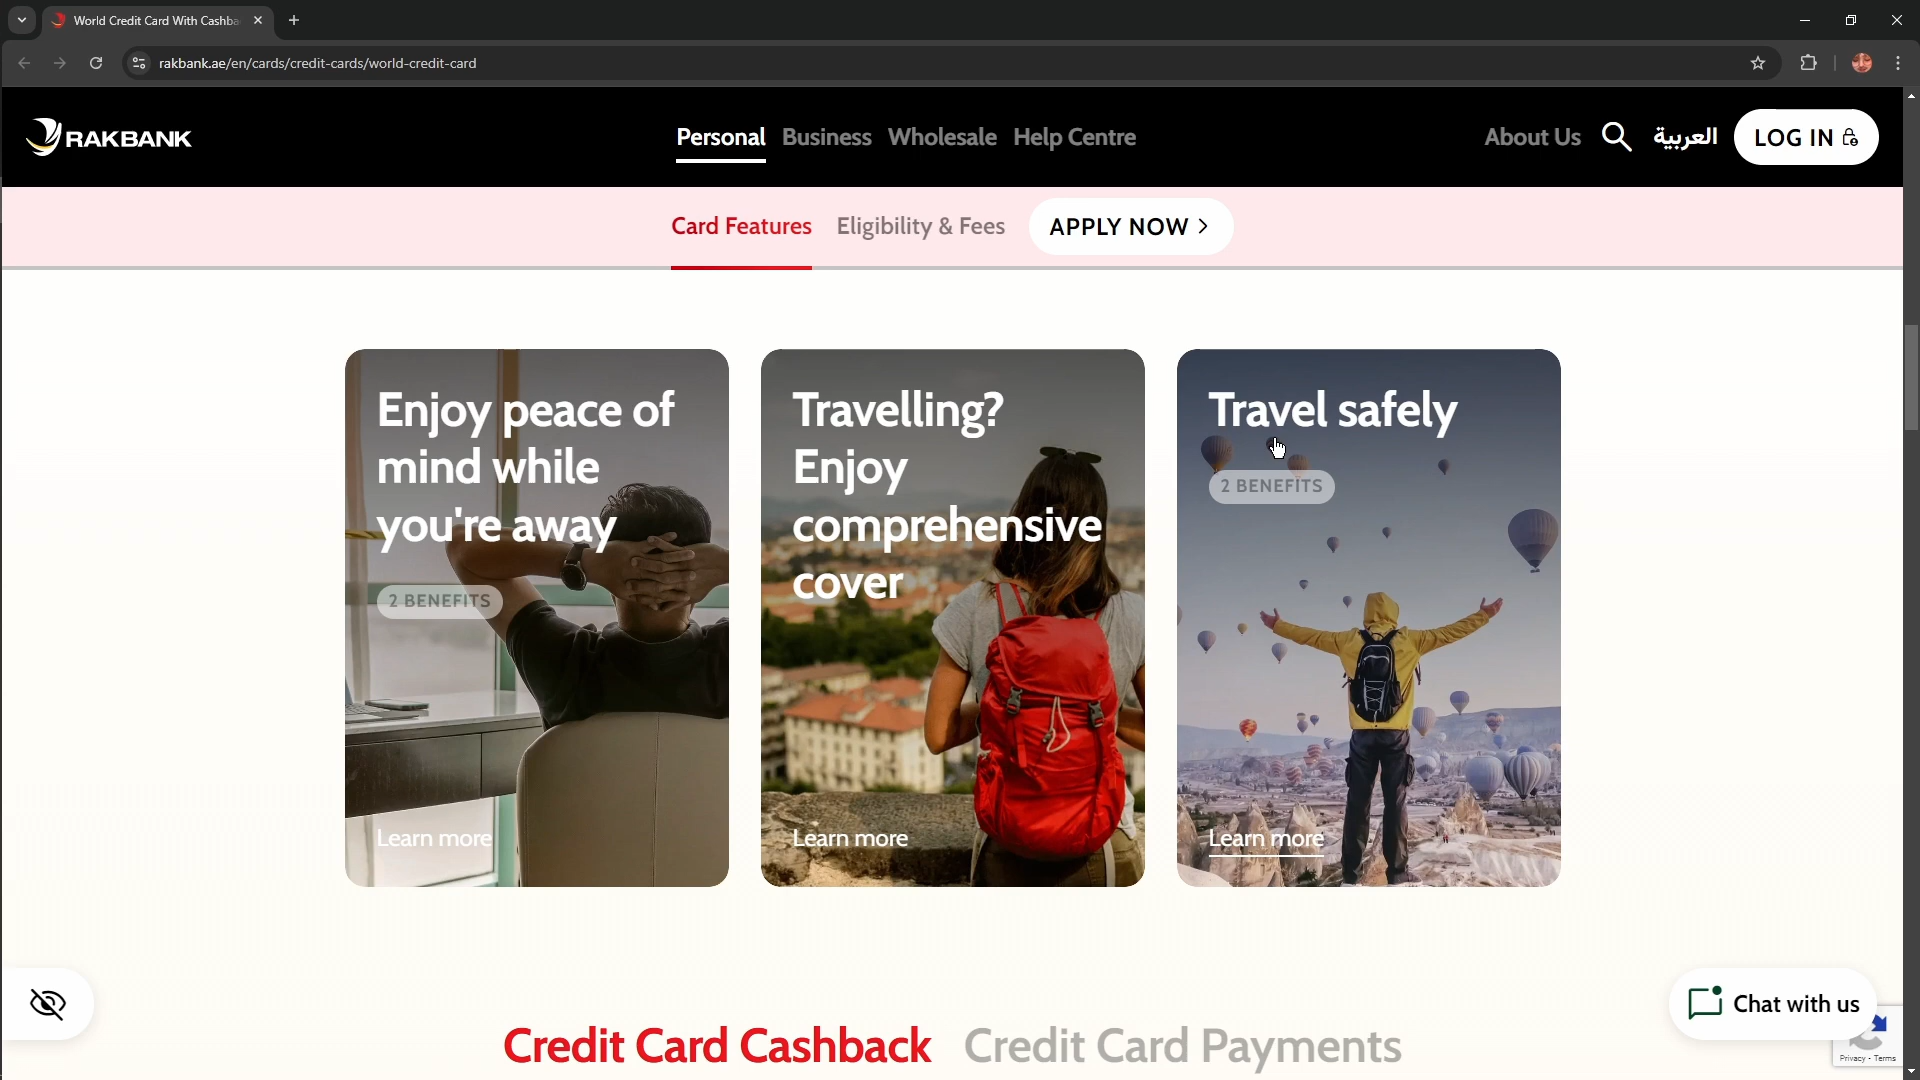 World Credit Card With Cashba
rakbank.ae/en/cards/credit-cards/world-credit-card
RAKBANK
Personal
Business
Wholesale
Help Centre
About Us
العربية
LOG IN
Card Features
Eligibility & Fees
APPLY NOW
Enjoy peace of
mind while
you're away
2 BENEFITS
Learn more
Travelling?
Enjoy
comprehensive
cover
Learn more
Travel safely
2 BENEFITS
Learn more
Chat with us
Privacy - Terms
Credit Card Cashback
Credit Card Payments